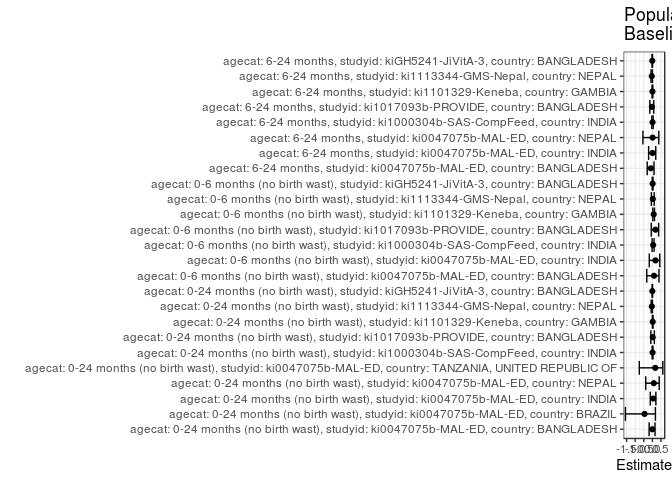 Popula
Baseli
agecat: 6-24 months, studyid: kiGH5241-JiVitA-3, country: BANGLADESH
agecat: 6-24 months, studyid: ki1113344-GMS-Nepal, country: NEPAL
agecat: 6-24 months, studyid: ki1101329-Keneba, country: GAMBIA
agecat: 6-24 months, studyid: ki1017093b-PROVIDE, country: BANGLADESH
agecat: 6-24 months, studyid: ki1000304b-SAS-CompFeed, country: INDIA
agecat: 6-24 months, studyid: ki0047075b-MAL-ED, country: NEPAL
agecat: 6-24 months, studyid: ki0047075b-MAL-ED, country: INDIA
agecat: 6-24 months, studyid: ki0047075b-MAL-ED, country: BANGLADESH
agecat: 0-6 months (no birth wast), studyid: kiGH5241-JiVitA-3, country: BANGLADESH
agecat: 0-6 months (no birth wast), studyid: ki1113344-GMS-Nepal, country: NEPAL
agecat: 0-6 months (no birth wast), studyid: ki1101329-Keneba, country: GAMBIA
agecat: 0-6 months (no birth wast), studyid: ki1017093b-PROVIDE, country: BANGLADESH
agecat: 0-6 months (no birth wast), studyid: ki1000304b-SAS-CompFeed, country: INDIA
agecat: 0-6 months (no birth wast), studyid: ki0047075b-MAL-ED, country: INDIA
agecat: 0-6 months (no birth wast), studyid: ki0047075b-MAL-ED, country: BANGLADESH
agecat: 0-24 months (no birth wast), studyid: kiGH5241-JiVitA-3, country: BANGLADESH
agecat: 0-24 months (no birth wast), studyid: ki1113344-GMS-Nepal, country: NEPAL
agecat: 0-24 months (no birth wast), studyid: ki1101329-Keneba, country: GAMBIA
agecat: 0-24 months (no birth wast), studyid: ki1017093b-PROVIDE, country: BANGLADESH
agecat: 0-24 months (no birth wast), studyid: ki1000304b-SAS-CompFeed, country: INDIA
agecat: 0-24 months (no birth wast), studyid: ki0047075b-MAL-ED, country: TANZANIA, UNITED REPUBLIC OF
agecat: 0-24 months (no birth wast), studyid: ki0047075b-MAL-ED, country: NEPAL
agecat: 0-24 months (no birth wast), studyid: ki0047075b-MAL-ED, country: INDIA
agecat: 0-24 months (no birth wast), studyid: ki0047075b-MAL-ED, country: BRAZIL
agecat: 0-24 months (no birth wast), studyid: ki0047075b-MAL-ED, country: BANGLADESH
Estimate